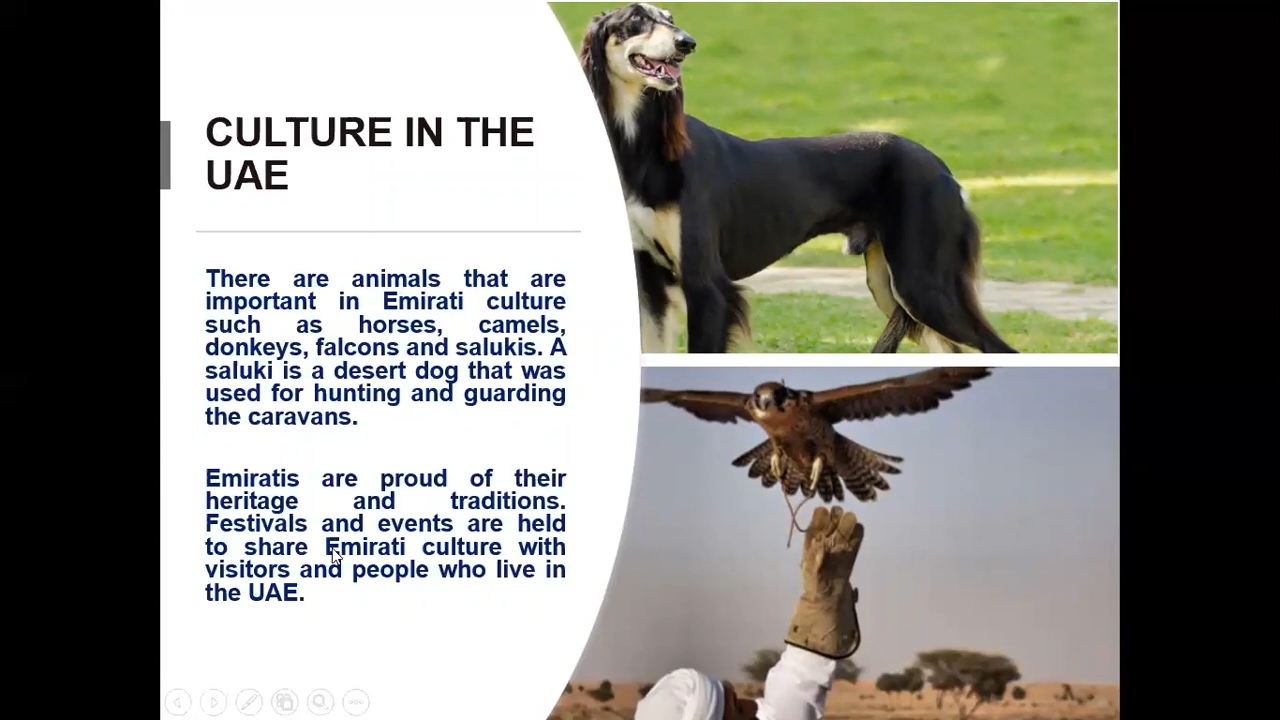 CULTURE IN THE
UAE
There are animals that are
important in Emirati culture
such as horses, camels,
donkeys, falcons and salukis. A
saluki is a desert dog that was
used for hunting and guarding
the caravans.
Emiratis are proud of their
heritage and traditions.
Festivals and events are held
to share Emirati culture with
visitors and people who live in
the UAE.